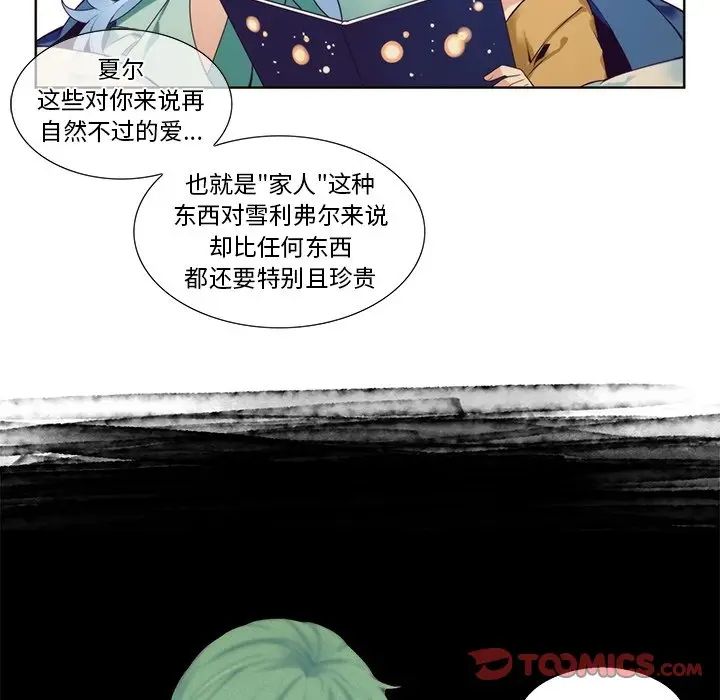 夏尔
这些对你来说再
自然不过的爱...
也就是"家人"这种
东西对雪利弗尔来说
却比任何东西
都还要特别且珍贵
TOOMICS.COM